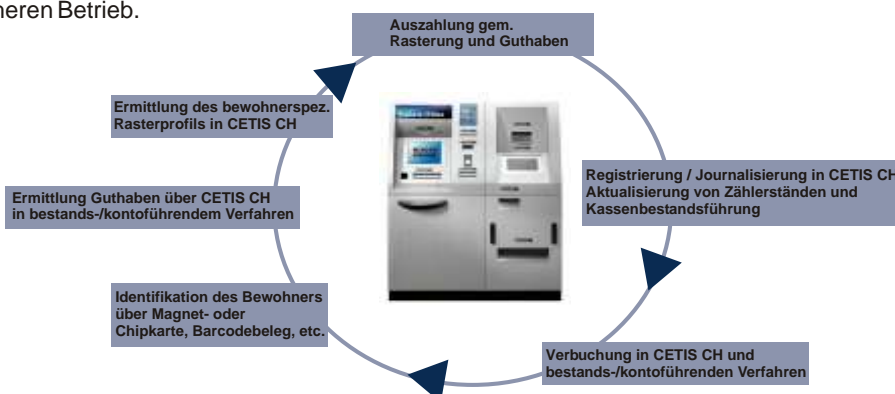 neren Betrieb.
Auszahlung gem.
Rasterung und Guthaben
Ermittlung des bewohnerspez.
Rasterprofils in CETIS CH
Registrierung / Journalisierung in CETIS CH
Aktualisierung von Zählerständen und
Kassenbestandsführung
Ermittlung Guthaben über CETIS CH
in bestands-/kontoführendem Verfahren
Identifikation des Bewohners
über Magnet- oder
Chipkarte, Barcodebeleg, etc.
Verbuchung in CETIS CH und
bestands-/kontoführenden Verfahren